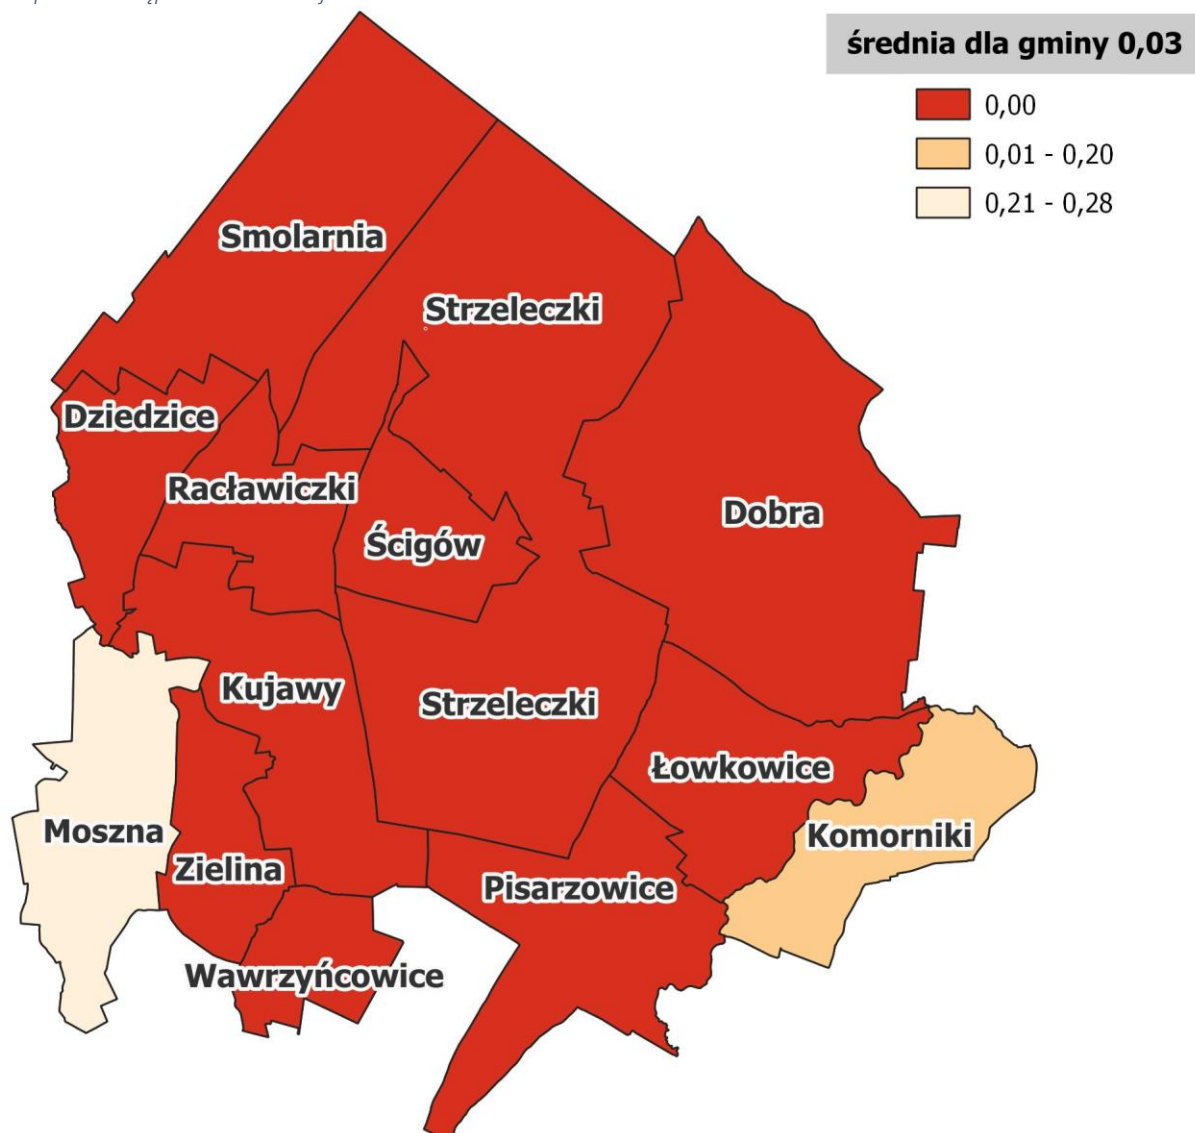 średnia dla gminy 0,03
0,00
0,01 - 0,20
0,21 - 0,28
Smolarnia
Strzeleczki
Dziedzice
Racławiczki
Dobra
Ścigów
Kujawy
Strzeleczki
Łowkowice
Moszna
Komorniki
Zielina
Pisarzowice
Wawrzyńcowice